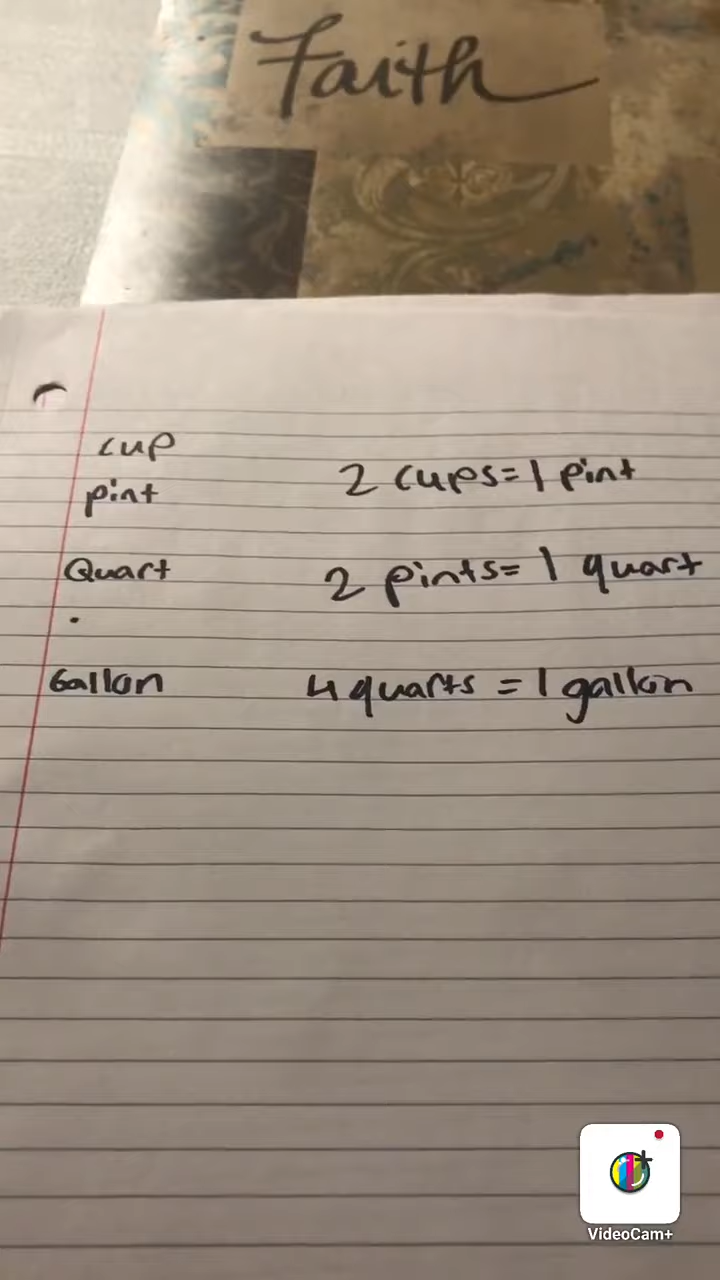 Faith
cup
pint
2 cups = 1 pint
Quart
2 pints = 1 quart
Gallon
4 quarts = 1 gallon
VideoCam+